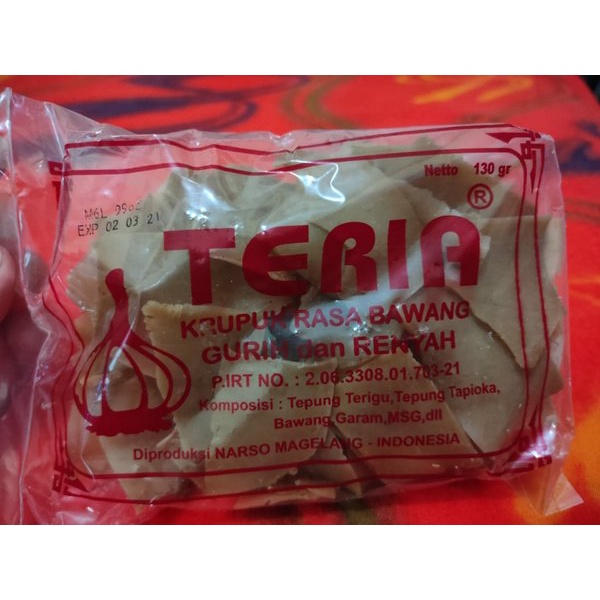 Netto 130 gr
MGL
EXP 02 03 21
TERIA ®
KRUPUK RASA BAWANG
GURIH dan RENYAH
P.IRT NO. : 2.06.3308.01.703-21
Komposisi : Tepung Terigu,Tepung Tapioka,
Bawang,Garam,MSG,dll
Diproduksi NARSO MAGELANG - INDONESIA